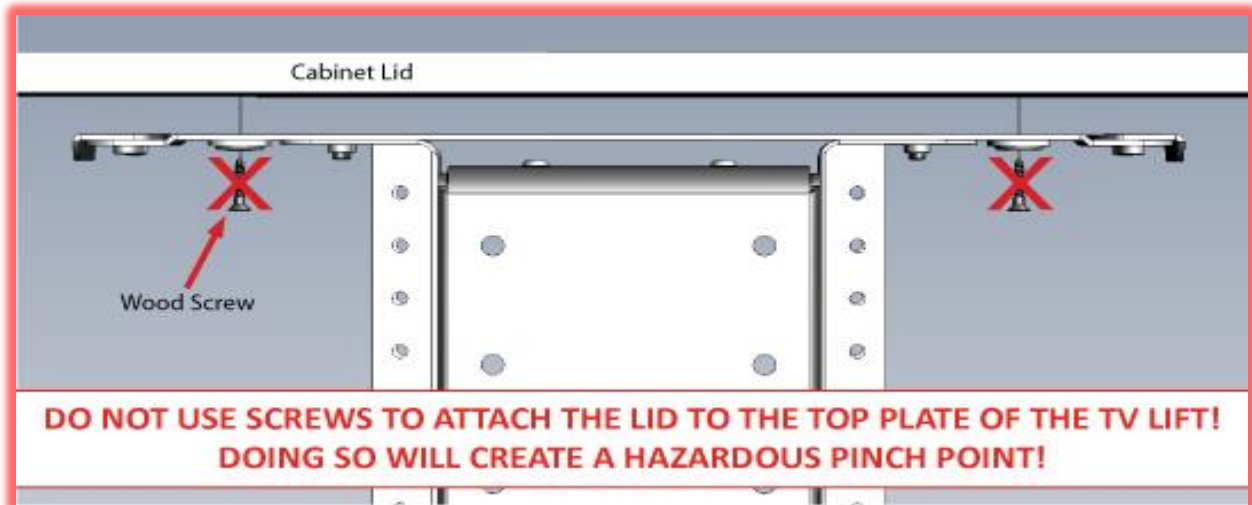 Cabinet Lid
Wood Screw
DO NOT USE SCREWS TO ATTACH THE LID TO THE TOP PLATE OF THE TV LIFT!
DOING SO WILL CREATE A HAZARDOUS PINCH POINT!